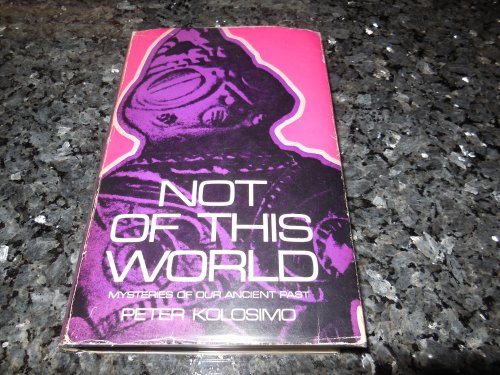 NOT
OF THIS
WORLD
MYSTERIES OF OUR ANCIENT PAST
PETER KOLOSIMO